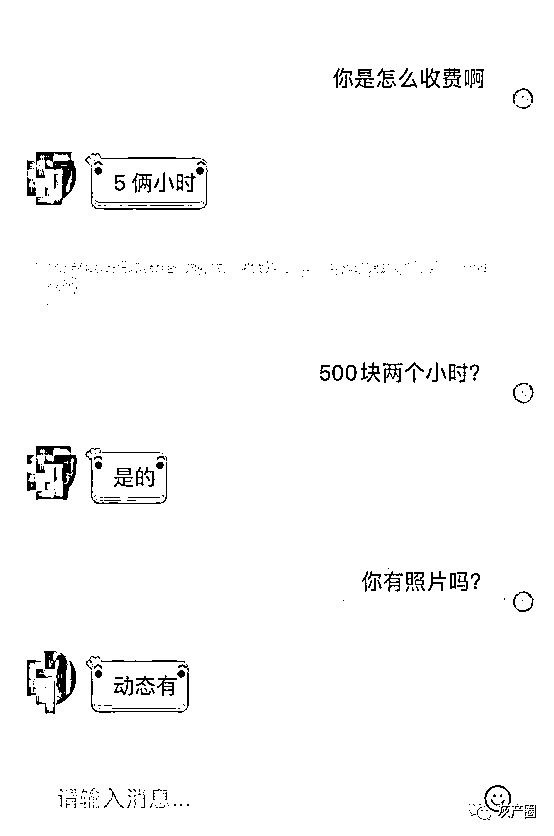 你是怎么收费啊
5俩小时
500块两个小时?
是的
你有照片吗?
动态有
请输入消息...
灰产圈